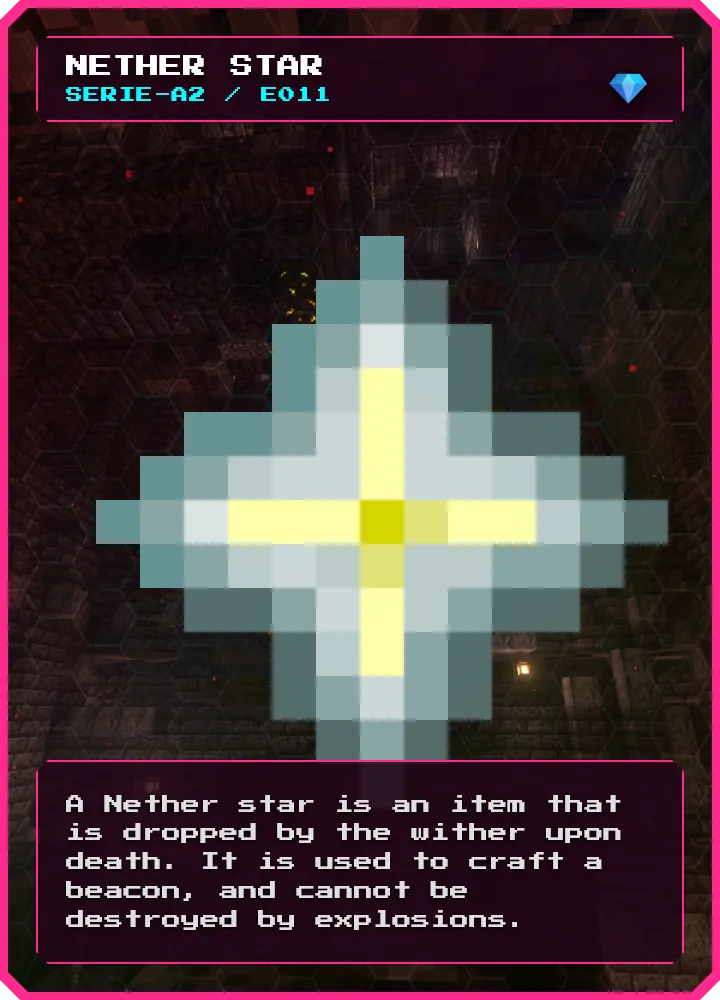 NETHER STAR
SERIE-A2 / E011
A Nether star is an item that
is dropped by the wither upon
death. It is used to craft a
beacon, and cannot be
destroyed by explosions.